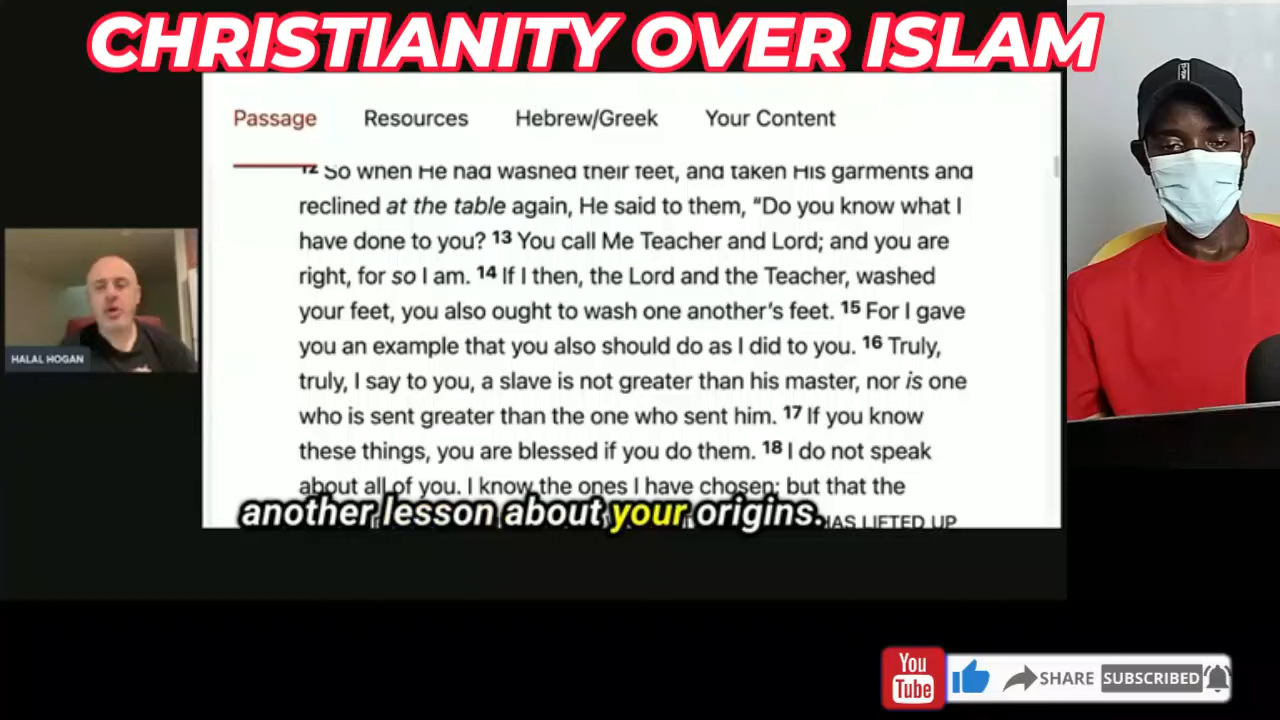 CHRISTIANITY OVER ISLAM
Passage Resources Hebrew/Greek Your Content
12 So when He had washed their feet, and taken His garments and
reclined at the table again, He said to them, “Do you know what I
have done to you? 13 You call Me Teacher and Lord; and you are
right, for so I am. 14 If I then, the Lord and the Teacher, washed
your feet, you also ought to wash one another’s feet. 15 For I gave
you an example that you also should do as I did to you. 16 Truly,
truly, I say to you, a slave is not greater than his master, nor is one
who is sent greater than the one who sent him. 17 If you know
these things, you are blessed if you do them. 18 I do not speak
about all of you. I know the ones I have chosen; but that the
HAS LIFTED UP
another lesson about your origins.
HALAL HOGAN
You
Tube
SHARE SUBSCRIBED